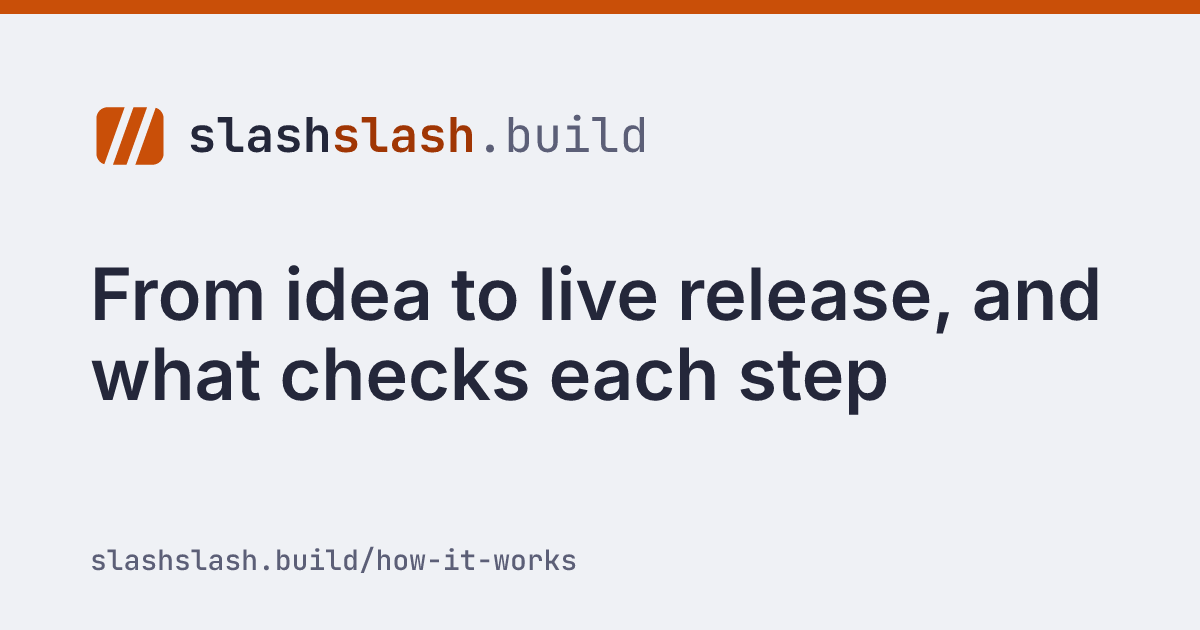 slashslash.build
From idea to live release, and
what checks each step
slashslash.build/how-it-works